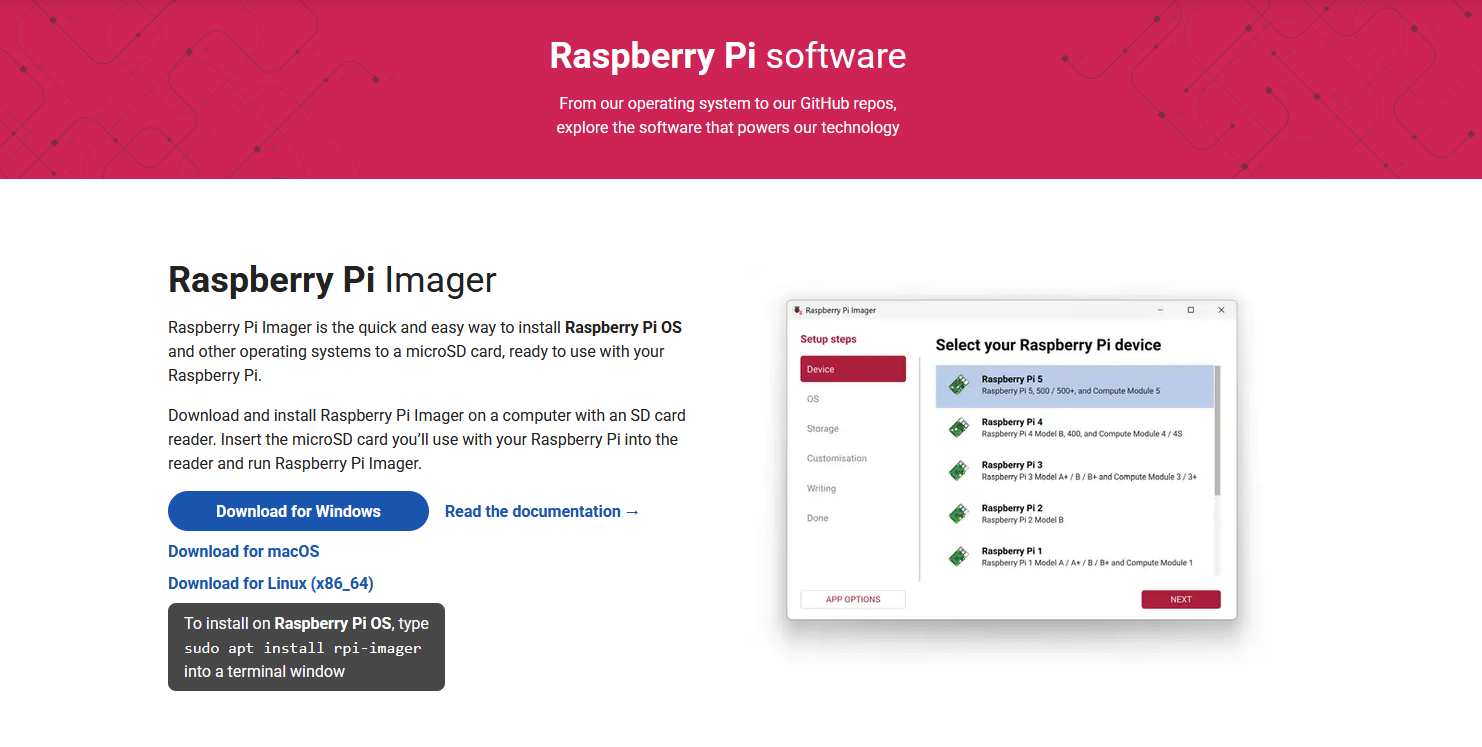 Raspberry Pi software
From our operating system to our GitHub repos,
explore the software that powers our technology
Raspberry Pi Imager
Raspberry Pi Imager is the quick and easy way to install Raspberry Pi OS
and other operating systems to a microSD card, ready to use with your
Raspberry Pi.
Download and install Raspberry Pi Imager on a computer with an SD card
reader. Insert the microSD card you’ll use with your Raspberry Pi into the
reader and run Raspberry Pi Imager.
Download for Windows
Read the documentation →
Download for macOS
Download for Linux (x86_64)
To install on Raspberry Pi OS, type
sudo apt install rpi-imager
into a terminal window
Raspberry Pi Imager
Setup steps
Device
OS
Storage
Customisation
Writing
Done
APP OPTIONS
Select your Raspberry Pi device
Raspberry Pi 5
Raspberry Pi 5, 500 / 500+, and Compute Module 5
Raspberry Pi 4
Raspberry Pi 4 Model B, 400, and Compute Module 4 / 4S
Raspberry Pi 3
Raspberry Pi 3 Model A+ / B / B+ and Compute Module 3 / 3+
Raspberry Pi 2
Raspberry Pi 2 Model B
Raspberry Pi 1
Raspberry Pi 1 Model A / A+ / B / B+ and Compute Module 1
NEXT